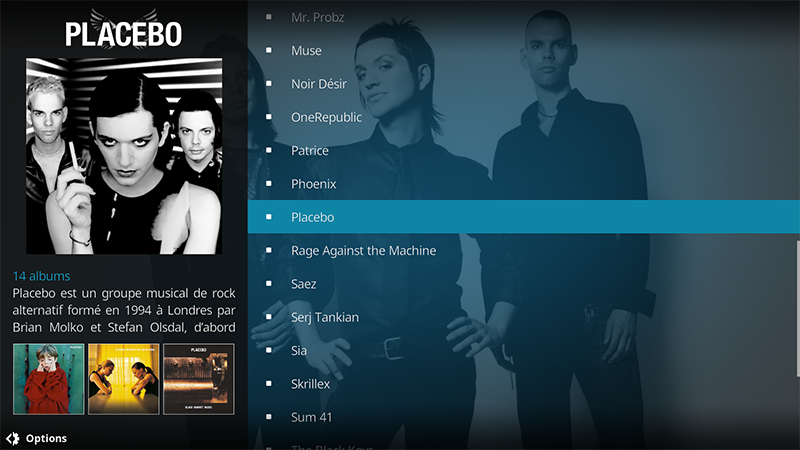 PLACEBO
14 albums
Placebo est un groupe musical de rock
alternatif formé en 1994 à Londres par
Brian Molko et Stefan Olsdal, d'abord
PLACEBO
PLACEBO
BLACK MARKET MUSIC
Options
Mr. Probz
Muse
Noir Désir
OneRepublic
Patrice
Phoenix
Placebo
Rage Against the Machine
Saez
Serj Tankian
Sia
Skrillex
Sum 41
The Black Keys